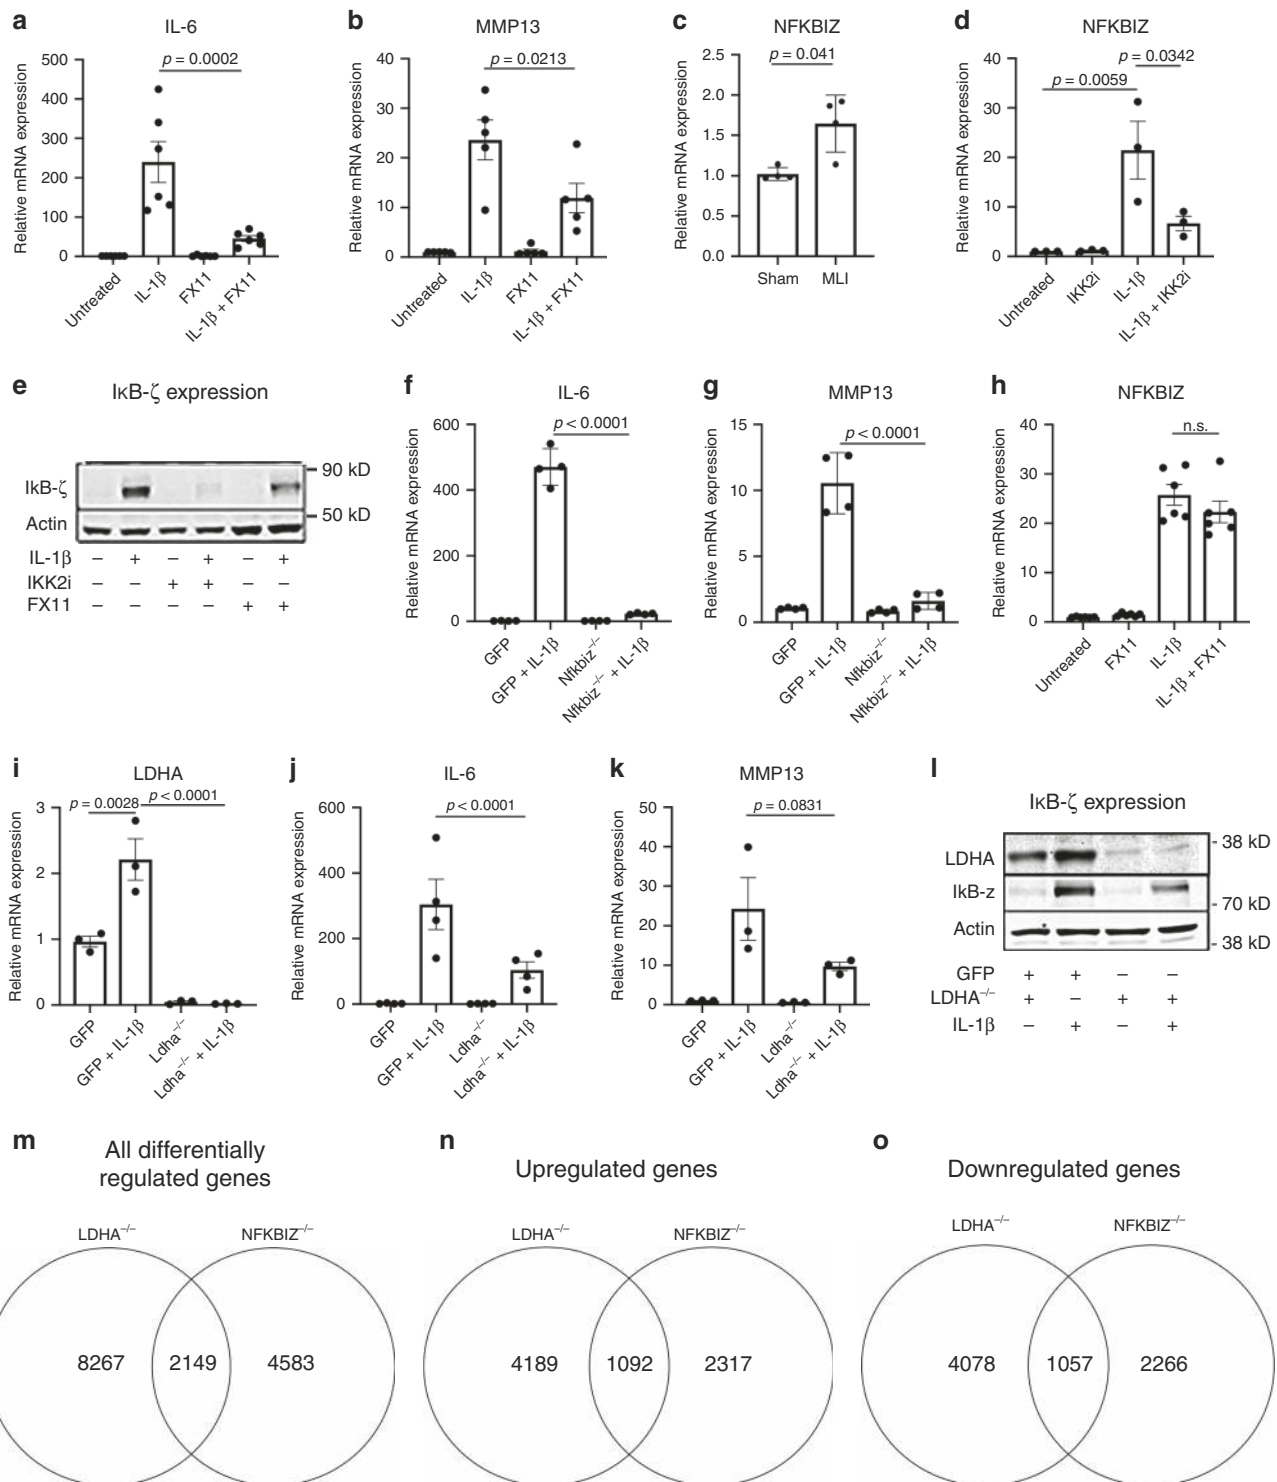 a
IL-6
Relative mRNA expression
500
400
300
200
100
0
p = 0.0002
Untreated
IL-1β
FX11
IL-1β + FX11
b
MMP13
Relative mRNA expression
40
30
20
10
0
p = 0.0213
Untreated
IL-1β
FX11
IL-1β + FX11
c
NFKBIZ
Relative mRNA expression
2.5
2.0
1.5
1.0
0.5
0.0
p = 0.041
Sham
MLI
d
NFKBIZ
Relative mRNA expression
40
30
20
10
0
p = 0.0342
p = 0.0059
Untreated
IKK2i
IL-1β
IL-1β + IKK2i
e
IκB-ζ expression
90 kD
IkB-ζ
50 kD
Actin
IL-1β – + – + – +
IKK2i – – + + – –
FX11 – – – – + +
f
IL-6
Relative mRNA expression
600
400
200
0
p < 0.0001
GFP
GFP + IL-1β
Nfkbiz–/–
Nfkbiz–/– + IL-1β
g
MMP13
Relative mRNA expression
15
10
5
0
p < 0.0001
GFP
GFP + IL-1β
Nfkbiz–/–
Nfkbiz–/– + IL-1β
h
NFKBIZ
Relative mRNA expression
40
30
20
10
0
n.s.
Untreated
FX11
IL-1β
IL-1β + FX11
i
LDHA
Relative mRNA expression
3
2
1
0
p = 0.0028
p < 0.0001
GFP
GFP + IL-1β
Ldha–/–
Ldha–/– + IL-1β
j
IL-6
Relative mRNA expression
600
400
200
0
p < 0.0001
GFP
GFP + IL-1β
Ldha–/–
Ldha–/– + IL-1β
k
MMP13
Relative mRNA expression
50
40
30
20
10
0
p = 0.0831
GFP
GFP + IL-1β
Ldha–/–
Ldha–/– + IL-1β
l
IκB-ζ expression
38 kD
LDHA
IkB-z
70 kD
Actin
38 kD
GFP + + – –
LDHA–/– + – + +
IL-1β – + – +
m
All differentially
regulated genes
LDHA–/–
NFKBIZ–/–
8267
2149
4583
n
Upregulated genes
LDHA–/–
NFKBIZ–/–
4189
1092
2317
o
Downregulated genes
LDHA–/–
NFKBIZ–/–
4078
1057
2266